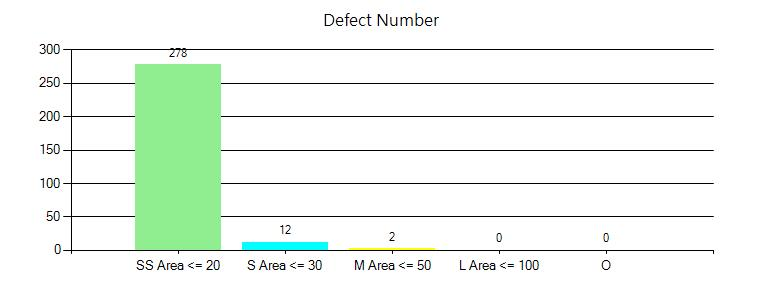 Defect Number
300
250
200
150
100
50
0
278
12
2
0
0
SS Area <= 20
S Area <= 30
M Area <= 50
L Area <= 100
O